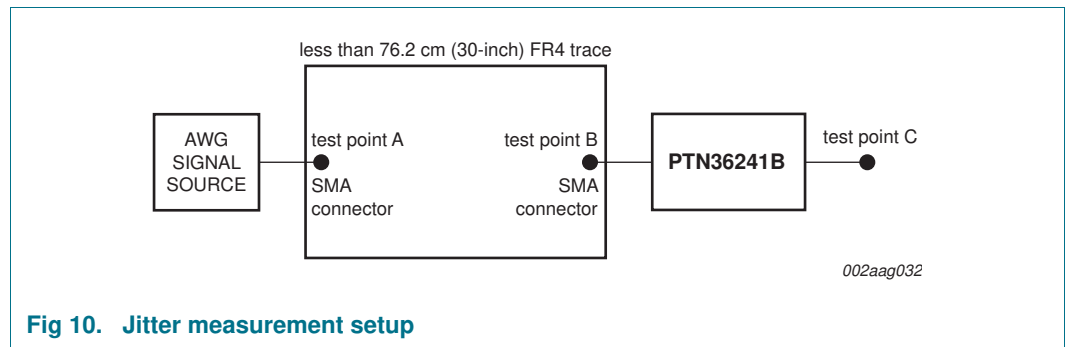 less than 76.2 cm (30-inch) FR4 trace
AWG
SIGNAL
SOURCE
test point A
SMA
connector
test point B
SMA
connector
PTN36241B
test point C
002aag032
Fig 10. Jitter measurement setup